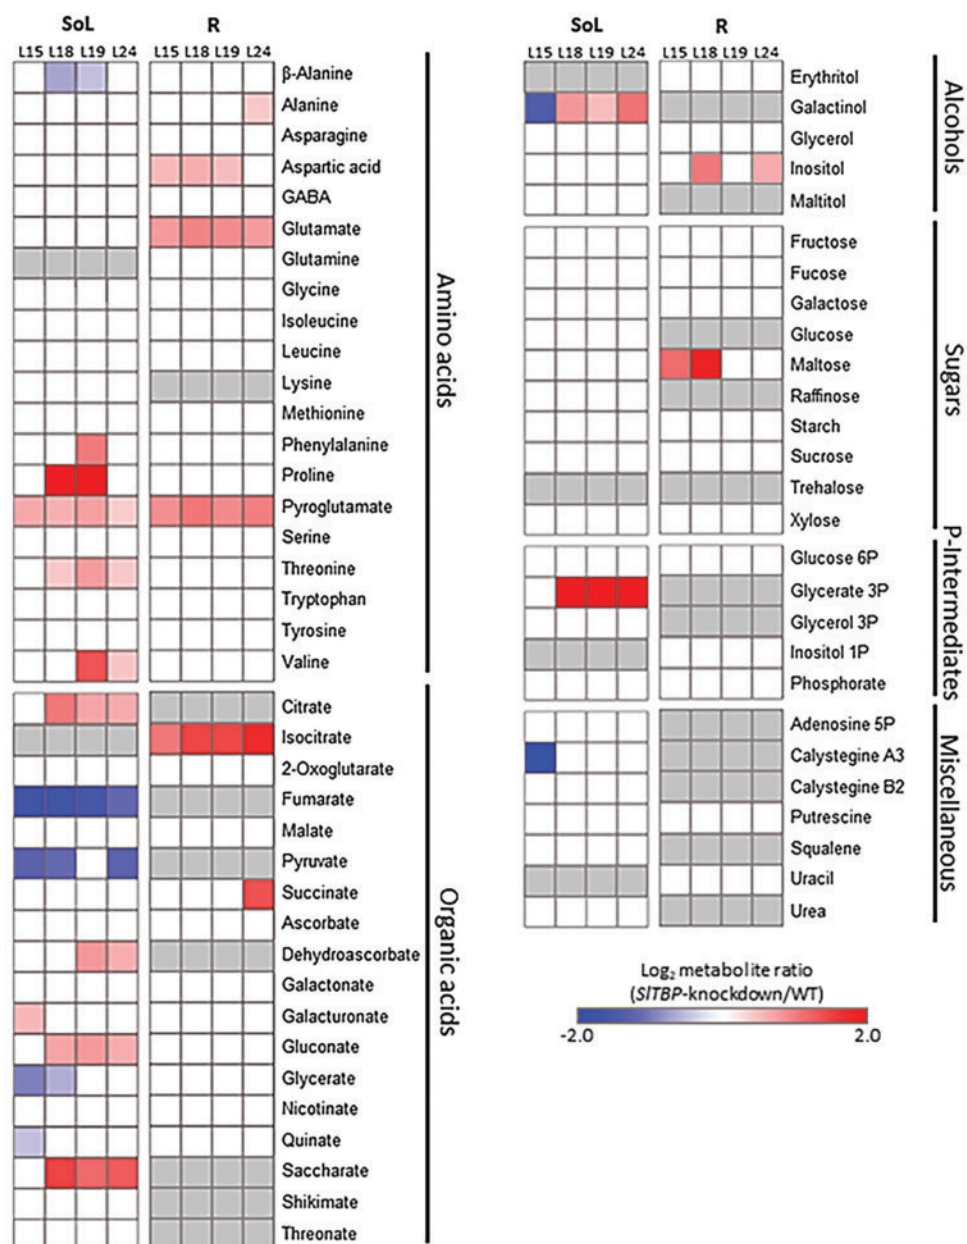 SoL R
L15 L18 L19 L24 L15 L18 L19 L24
β-Alanine
Alanine
Asparagine
Aspartic acid
GABA
Glutamate
Glutamine
Glycine
Isoleucine
Leucine
Lysine
Methionine
Phenylalanine
Proline
Pyroglutamate
Serine
Threonine
Tryptophan
Tyrosine
Valine
Amino acids
Citrate
Isocitrate
2-Oxoglutarate
Fumarate
Malate
Pyruvate
Succinate
Ascorbate
Dehydroascorbate
Galactonate
Galacturonate
Gluconate
Glycerate
Nicotinate
Quinate
Saccharate
Shikimate
Threonate
Organic acids
SoL R
L15 L18 L19 L24 L15 L18 L19 L24
Erythritol
Galactinol
Glycerol
Inositol
Maltitol
Alcohols
Fructose
Fucose
Galactose
Glucose
Maltose
Raffinose
Starch
Sucrose
Trehalose
Xylose
Sugars
Glucose 6P
Glycerate 3P
Glycerol 3P
Inositol 1P
Phosphorate
P-Intermediates
Adenosine 5P
Calystegine A3
Calystegine B2
Putrescine
Squalene
Uracil
Urea
Miscellaneous
Log₂ metabolite ratio
(SlTBP-knockdown/WT)
-2.0 2.0